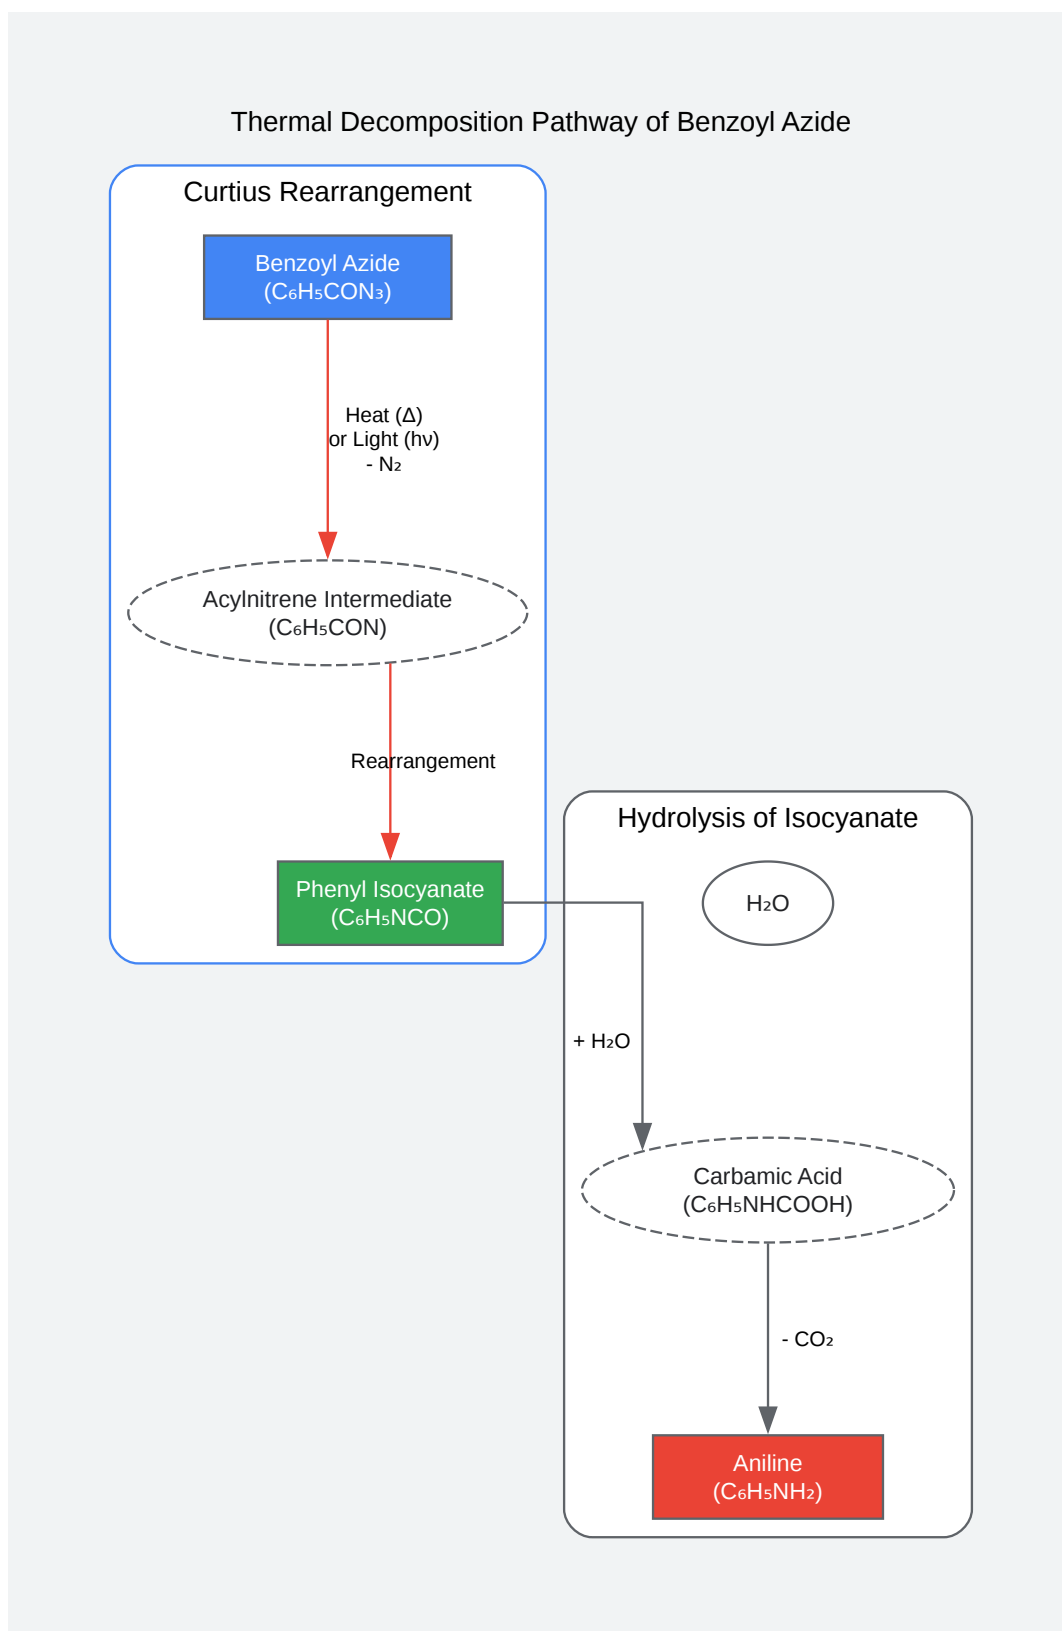 Thermal Decomposition Pathway of Benzoyl Azide
Curtius Rearrangement
Benzoyl Azide
(C₆H₅CON₃)
Heat (Δ)
or Light (hν)
- N₂
Acylnitrene Intermediate
(C₆H₅CON)
Rearrangement
Phenyl Isocyanate
(C₆H₅NCO)
Hydrolysis of Isocyanate
H₂O
+ H₂O
Carbamic Acid
(C₆H₅NHCOOH)
- CO₂
Aniline
(C₆H₅NH₂)